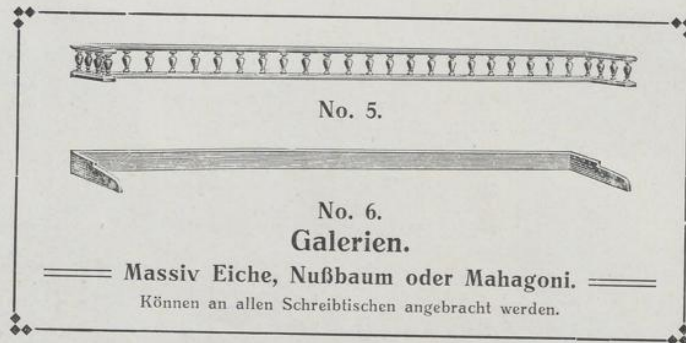 No. 5.
No. 6.
Galerien.
Massiv Eiche, Nußbaum oder Mahagoni.
Können an allen Schreibtischen angebracht werden.